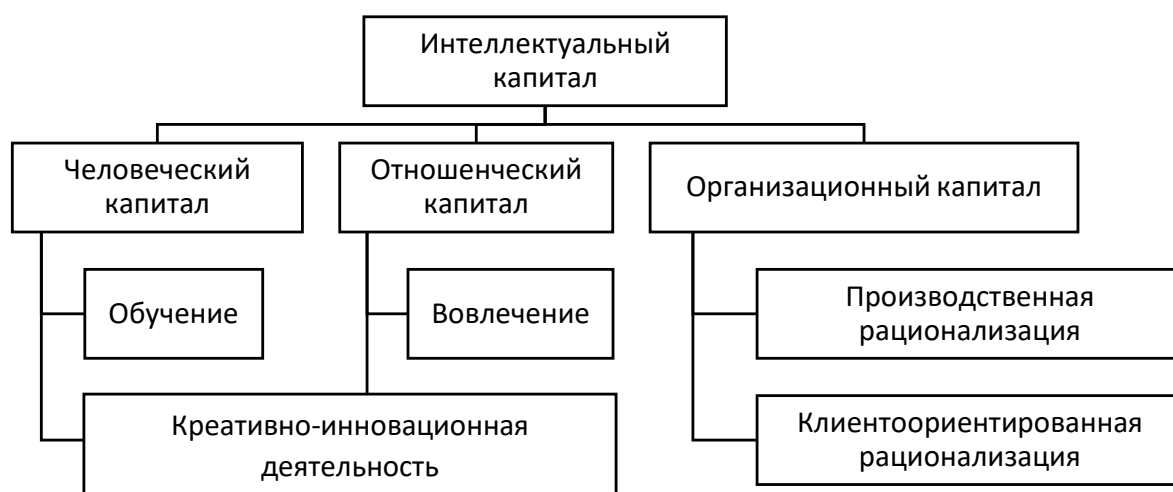 Интеллектуальный
капитал
Человеческий
капитал
Отношенческий
капитал
Организационный капитал
Обучение
Вовлечение
Производственная
рационализация
Креативно-инновационная
деятельность
Клиентоориентированная
рационализация